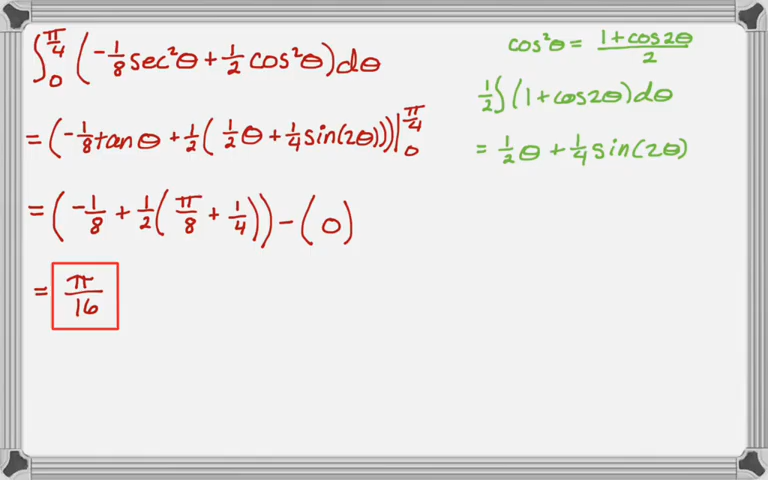 ∫₀^(π/4) (-1/8 sec²θ + 1/2 cos²θ) dθ
= (-1/8 tanθ + 1/2 (1/2 θ + 1/4 sin(2θ))) |₀^(π/4)
= (-1/8 + 1/2 (π/8 + 1/4)) - (0)
= π/16
cos²θ = (1 + cos2θ)/2
1/2 ∫ (1 + cos2θ) dθ
= 1/2 θ + 1/4 sin(2θ)